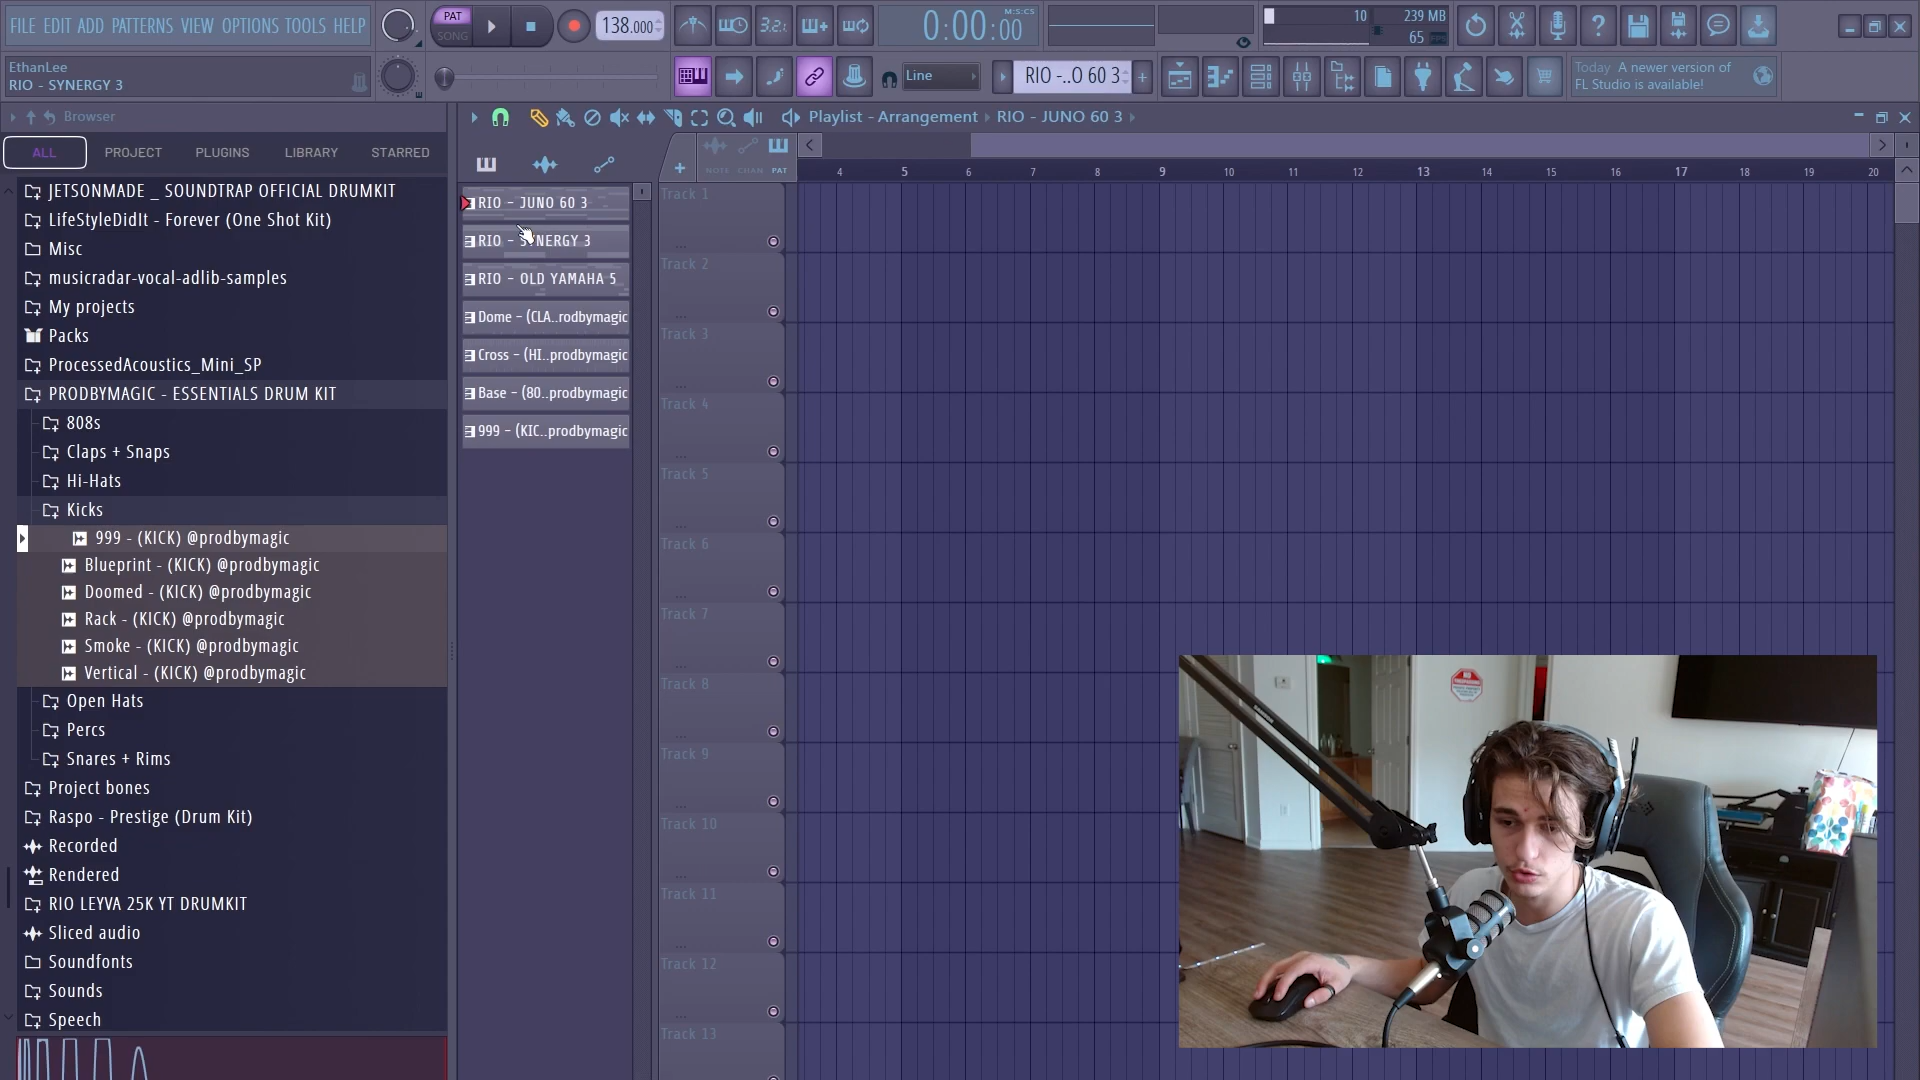 FILE EDIT ADD PATTERNS VIEW OPTIONS TOOLS HELP
PAT
SONG
138.000
3.2.
0:00:00
M:S:CS
10
239 MB
65
EthanLee
RIO - SYNERGY 3
Line
RIO -..O 60 3
Today A newer version of
FL Studio is available!
Browser
Playlist - Arrangement
RIO - JUNO 60 3
ALL
PROJECT
PLUGINS
LIBRARY
STARRED
NOTE
CHAN
PAT
4
5
6
7
8
9
10
11
12
13
14
15
16
17
18
19
20
JETSONMADE _ SOUNDTRAP OFFICIAL DRUMKIT
LifeStyleDidIt - Forever (One Shot Kit)
Misc
musicradar-vocal-adlib-samples
My projects
Packs
ProcessedAcoustics_Mini_SP
PRODBYMAGIC - ESSENTIALS DRUM KIT
808s
Claps + Snaps
Hi-Hats
Kicks
999 - (KICK) @prodbymagic
Blueprint - (KICK) @prodbymagic
Doomed - (KICK) @prodbymagic
Rack - (KICK) @prodbymagic
Smoke - (KICK) @prodbymagic
Vertical - (KICK) @prodbymagic
Open Hats
Percs
Snares + Rims
Project bones
Raspo - Prestige (Drum Kit)
Recorded
Rendered
RIO LEYVA 25K YT DRUMKIT
Sliced audio
Soundfonts
Sounds
Speech
RIO - JUNO 60 3
RIO - SYNERGY 3
RIO - OLD YAMAHA 5
Dome - (CLA..rodbymagic
Cross - (HI..prodbymagic
Base - (80..prodbymagic
999 - (KIC..prodbymagic
Track 1
Track 2
Track 3
Track 4
Track 5
Track 6
Track 7
Track 8
Track 9
Track 10
Track 11
Track 12
Track 13